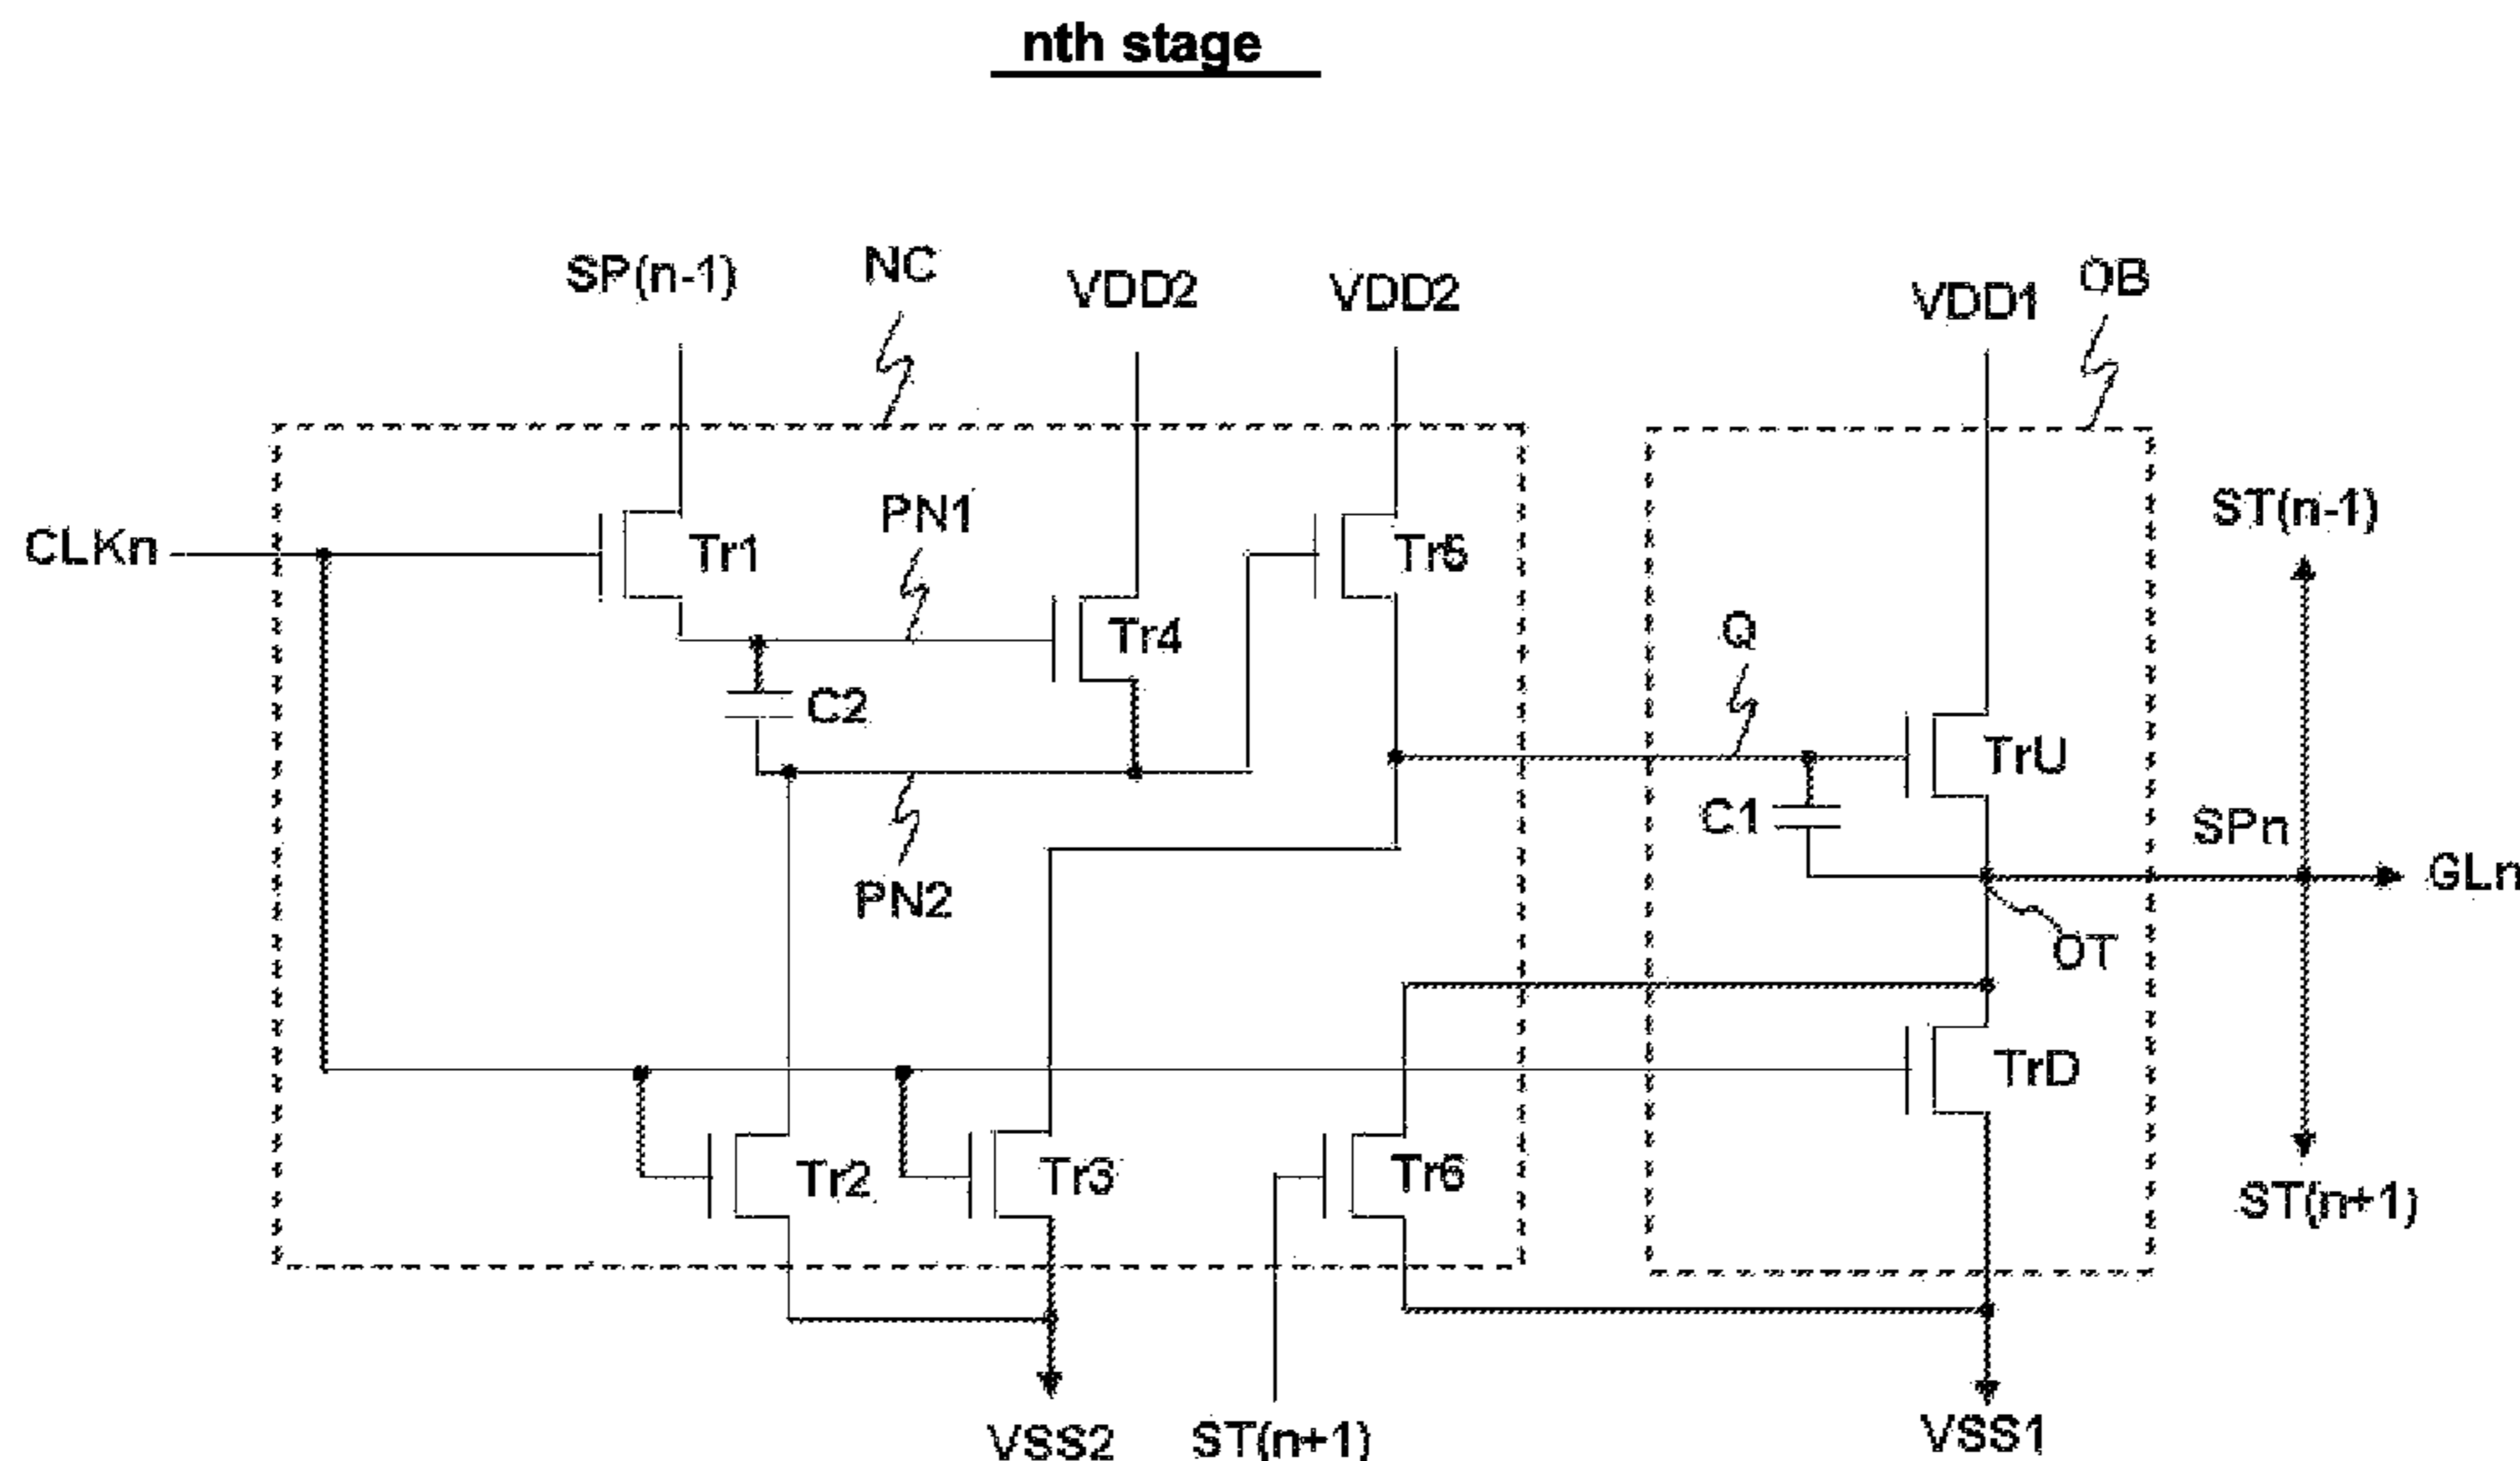 nth stage
SP(n-1)
NC
VDD2
VDD2
VDD1
OB
CLKn
Tr1
PN1
Tr4
Tr5
C2
PN2
Q
TrU
C1
ST(n-1)
SPn
GLn
OT
TrD
Tr2
Tr3
Tr6
ST(n+1)
VSS2
ST(n+1)
VSS1